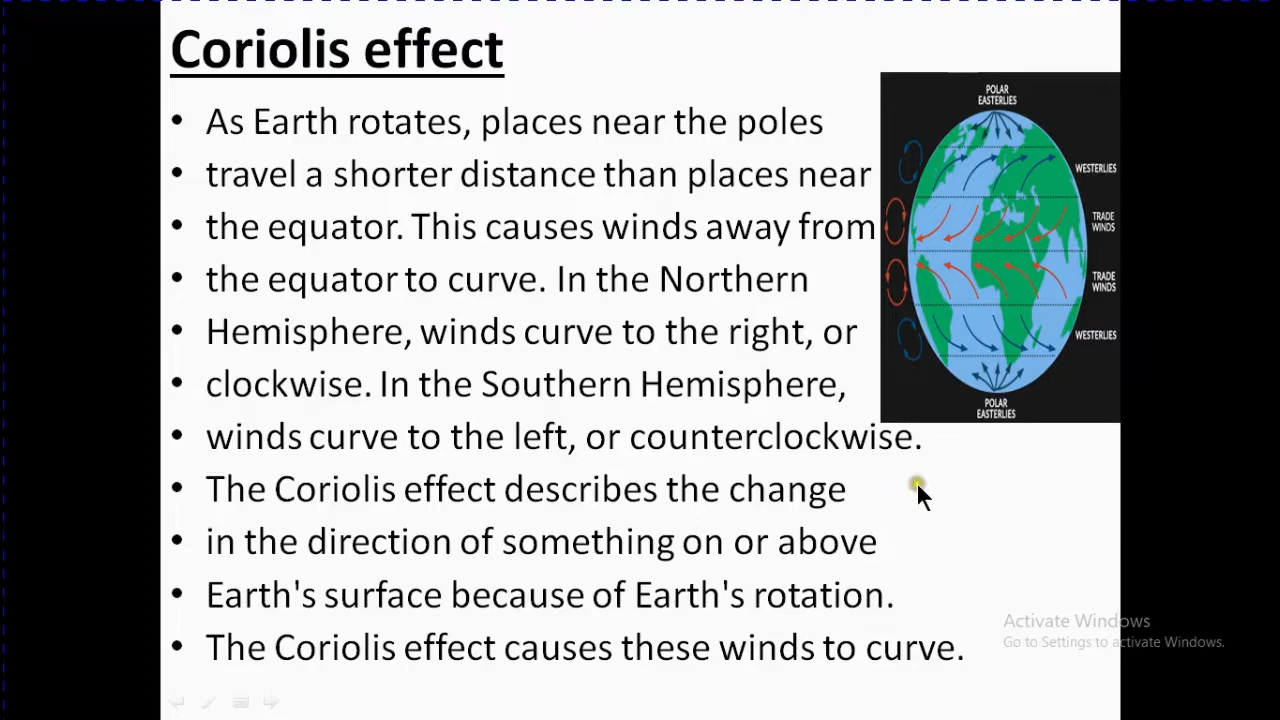 Coriolis effect
• As Earth rotates, places near the poles
• travel a shorter distance than places near
• the equator. This causes winds away from
• the equator to curve. In the Northern
• Hemisphere, winds curve to the right, or
• clockwise. In the Southern Hemisphere,
• winds curve to the left, or counterclockwise.
• The Coriolis effect describes the change
• in the direction of something on or above
• Earth's surface because of Earth's rotation.
• The Coriolis effect causes these winds to curve.
POLAR
EASTERLIES
WESTERLIES
TRADE
WINDS
TRADE
WINDS
WESTERLIES
POLAR
EASTERLIES
Activate Windows
Go to Settings to activate Windows.